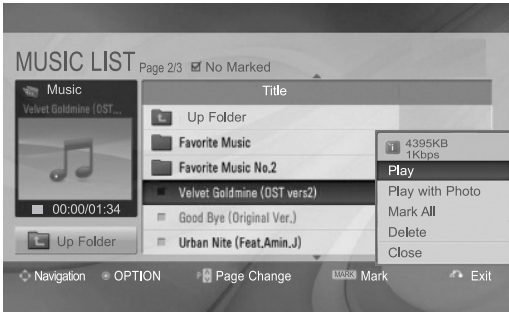 MUSIC LIST Page 2/3 No Marked
Music
Velvet Goldmine (OST...
00:00/01:34
Up Folder
Title
Up Folder
Favorite Music
Favorite Music No.2
Velvet Goldmine (OST vers2)
Good Bye (Original Ver.)
Urban Nite (Feat.Amin.J)
4395KB
1Kbps
Play
Play with Photo
Mark All
Delete
Close
Navigation OPTION P Page Change MARK Mark Exit